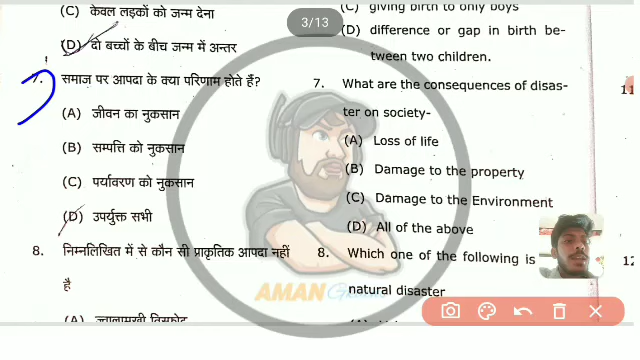 (C) केवल लड़कों को जन्म देना
(D) दो बच्चों के बीच जन्म में अन्तर
7. समाज पर आपदा के क्या परिणाम होते हैं?
(A) जीवन का नुकसान
(B) सम्पत्ति को नुकसान
(C) पर्यावरण को नुकसान
(D) उपर्युक्त सभी
8. निम्नलिखित में से कौन सी प्राकृतिक आपदा नहीं
है
(A) ज्वालामुखी विस्फोट
3/13
(C) giving birth to only boys
(D) difference or gap in birth be-
tween two children.
7. What are the consequences of disas-
ter on society-
(A) Loss of life
(B) Damage to the property
(C) Damage to the Environment
(D) All of the above
8. Which one of the following is
natural disaster
11
12
AMAN